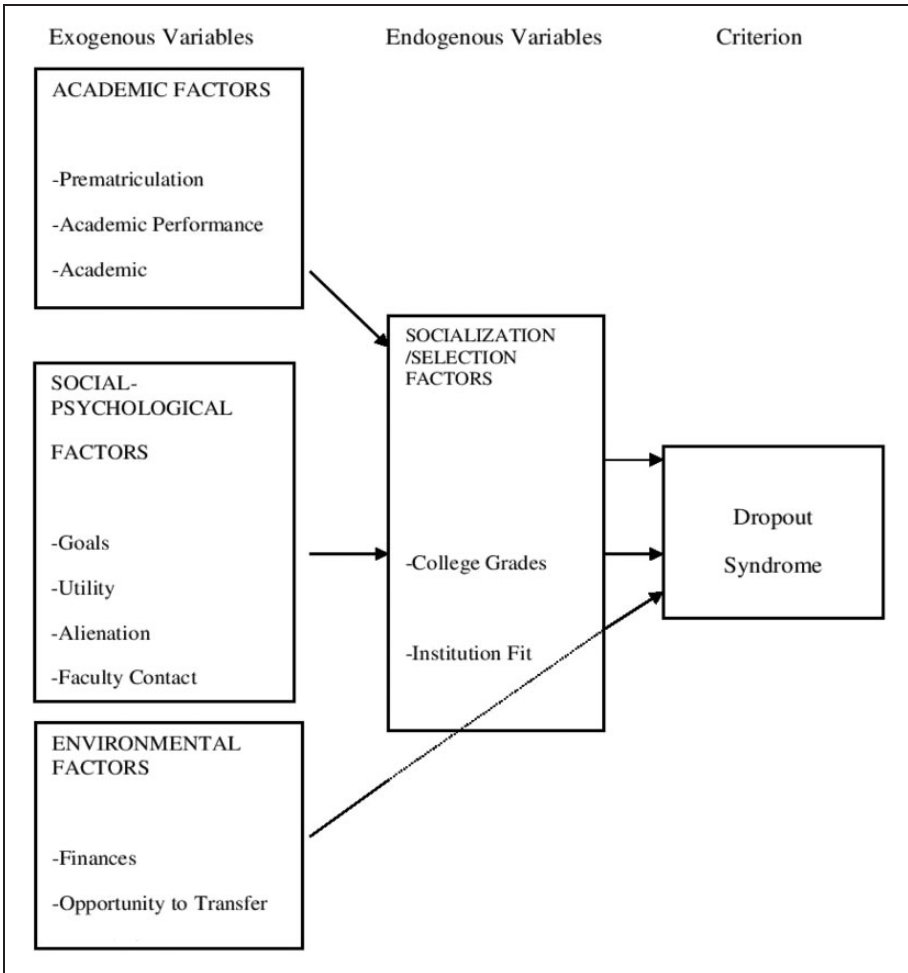 Exogenous Variables
Endogenous Variables
Criterion
ACADEMIC FACTORS
-Prematriculation
-Academic Performance
-Academic
SOCIAL-
PSYCHOLOGICAL
FACTORS
-Goals
-Utility
-Alienation
-Faculty Contact
ENVIRONMENTAL
FACTORS
-Finances
-Opportunity to Transfer
SOCIALIZATION
/SELECTION
FACTORS
-College Grades
-Institution Fit
Dropout
Syndrome